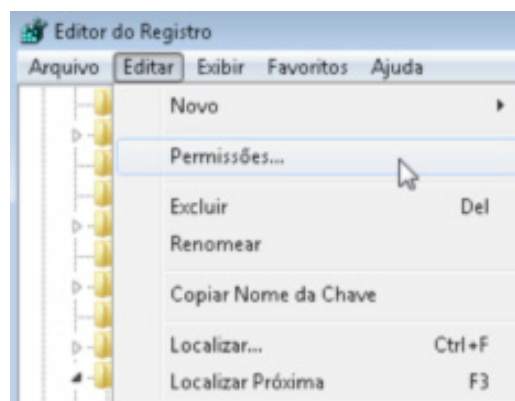 Editor do Registro
Arquivo Editar Exibir Favoritos Ajuda
Novo
Permissões...
Excluir Del
Renomear
Copiar Nome da Chave
Localizar... Ctrl+F
Localizar Próxima F3